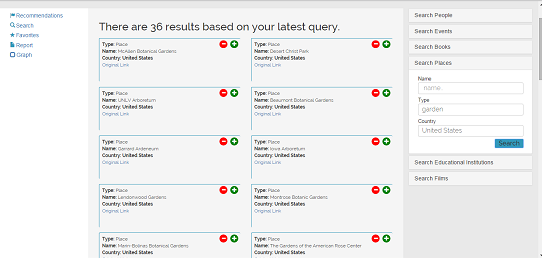 Recommendations
Search
Favorites
Report
Graph
There are 36 results based on your latest query.
Type: Place
Name: McAllen Botanical Gardens
Country: United States
Original Link
Type: Place
Name: Desert Christ Park
Country: United States
Original Link
Type: Place
Name: UNLV Arboretum
Country: United States
Original Link
Type: Place
Name: Beaumont Botanical Gardens
Country: United States
Original Link
Type: Place
Name: Garrard Ardeneum
Country: United States
Original Link
Type: Place
Name: Iowa Arboretum
Country: United States
Original Link
Type: Place
Name: Lendonwood Gardens
Country: United States
Original Link
Type: Place
Name: Montrose Botanic Gardens
Country: United States
Original Link
Type: Place
Name: Marin-Bolinas Botanical Gardens
Country: United States
Type: Place
Name: The Gardens of the American Rose Center
Country: United States
Search People
Search Events
Search Books
Search Places
Name
name
Type
garden
Country
United States
Search
Search Educational Institutions
Search Films